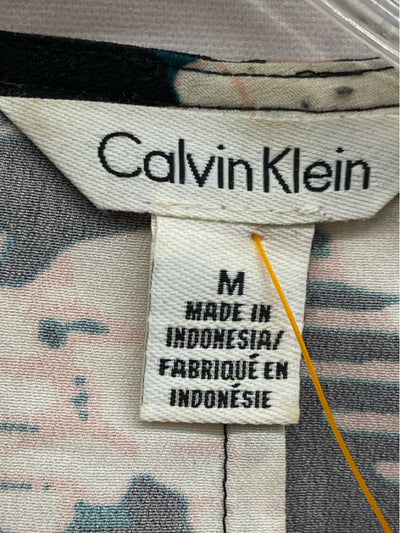 Calvin Klein
M
MADE IN
INDONESIA/
FABRIQUÉ EN
INDONÉSIE